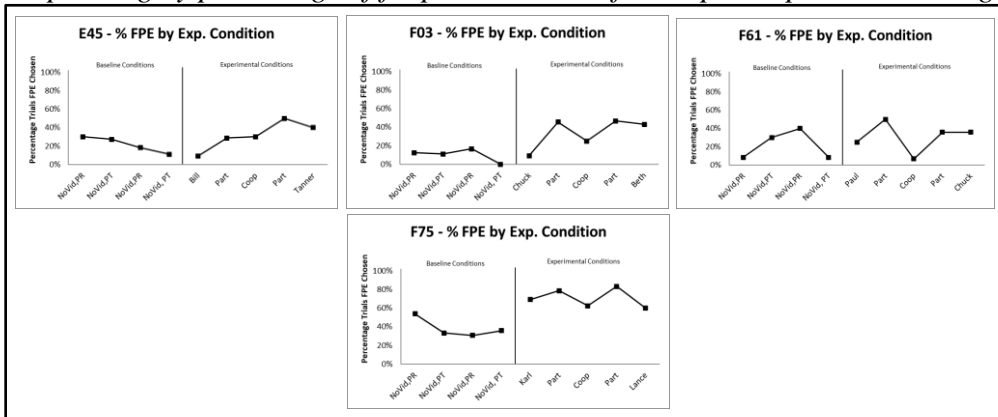 E45 - % FPE by Exp. Condition
Baseline Conditions
Experimental Conditions
Percentage Trials FPE Chosen
100%
80%
60%
40%
20%
0%
NoVid,PR
NoVid,PT
NoVid,PR
NoVid, PT
Bill
Part
Coop
Part
Tanner
F03 - % FPE by Exp. Condition
Baseline Conditions
Experimental Conditions
Percentage Trials FPE Chosen
100%
80%
60%
40%
20%
0%
NoVid,PR
NoVid,PT
NoVid,PR
NoVid, PT
Chuck
Part
Coop
Part
Beth
F61 - % FPE by Exp. Condition
Baseline Conditions
Experimental Conditions
Percentage Trials FPE Chosen
100%
80%
60%
40%
20%
0%
NoVid,PR
NoVid,PT
NoVid,PR
NoVid, PT
Paul
Part
Coop
Part
Chuck
F75 - % FPE by Exp. Condition
Baseline Conditions
Experimental Conditions
Percentage Trials FPE Chosen
100%
80%
60%
40%
20%
0%
NoVid,PR
NoVid,PT
NoVid,PR
NoVid, PT
Karl
Part
Coop
Part
Lance